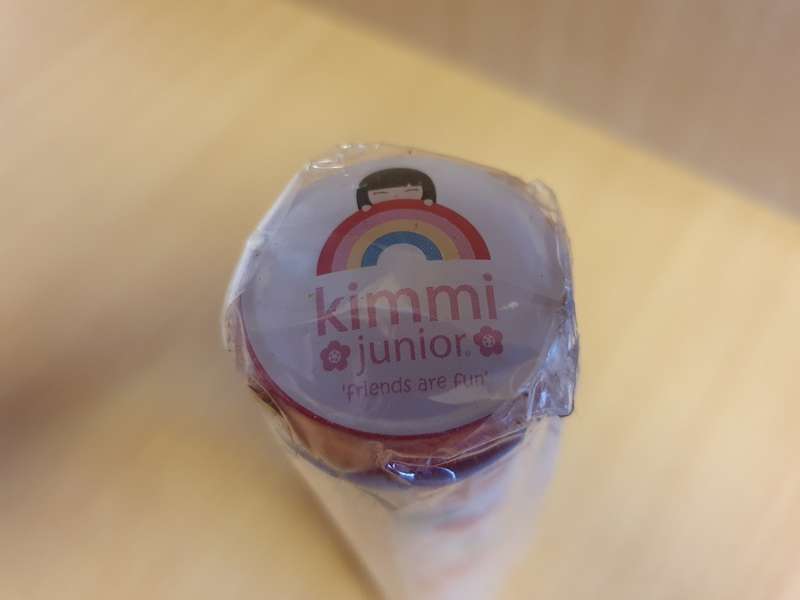 kimmi
junior®
'friends are fun'